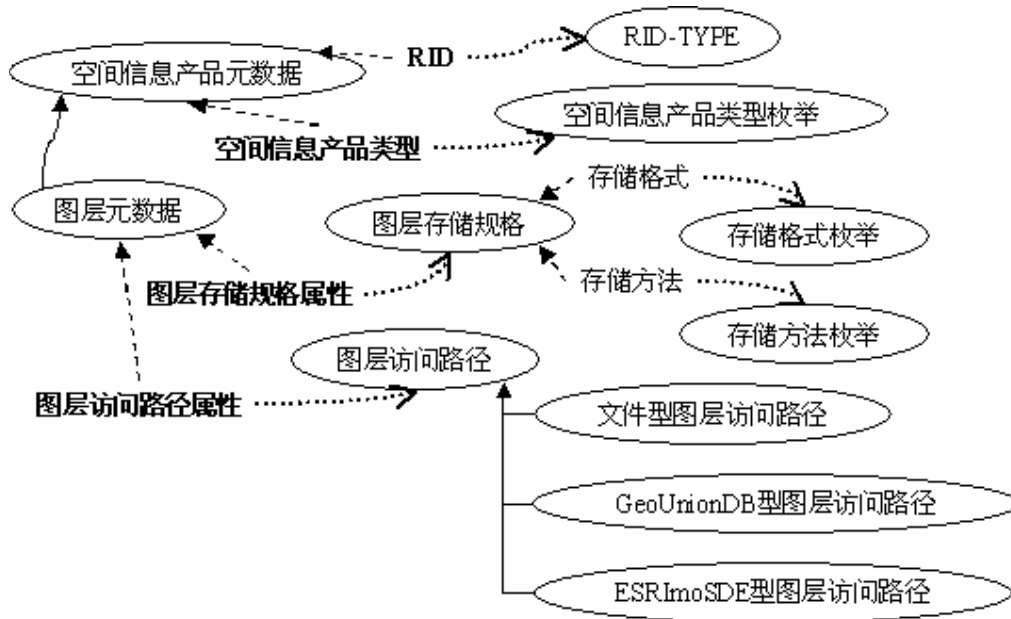 RID
RID-TYPE
空间信息产品元数据
空间信息产品类型枚举
空间信息产品类型
存储格式
图层元数据
图层存储规格
存储格式枚举
图层存储规格属性
存储方法
存储方法枚举
图层访问路径
图层访问路径属性
文件型图层访问路径
GeoUnionDB型图层访问路径
ESRImoSDE型图层访问路径